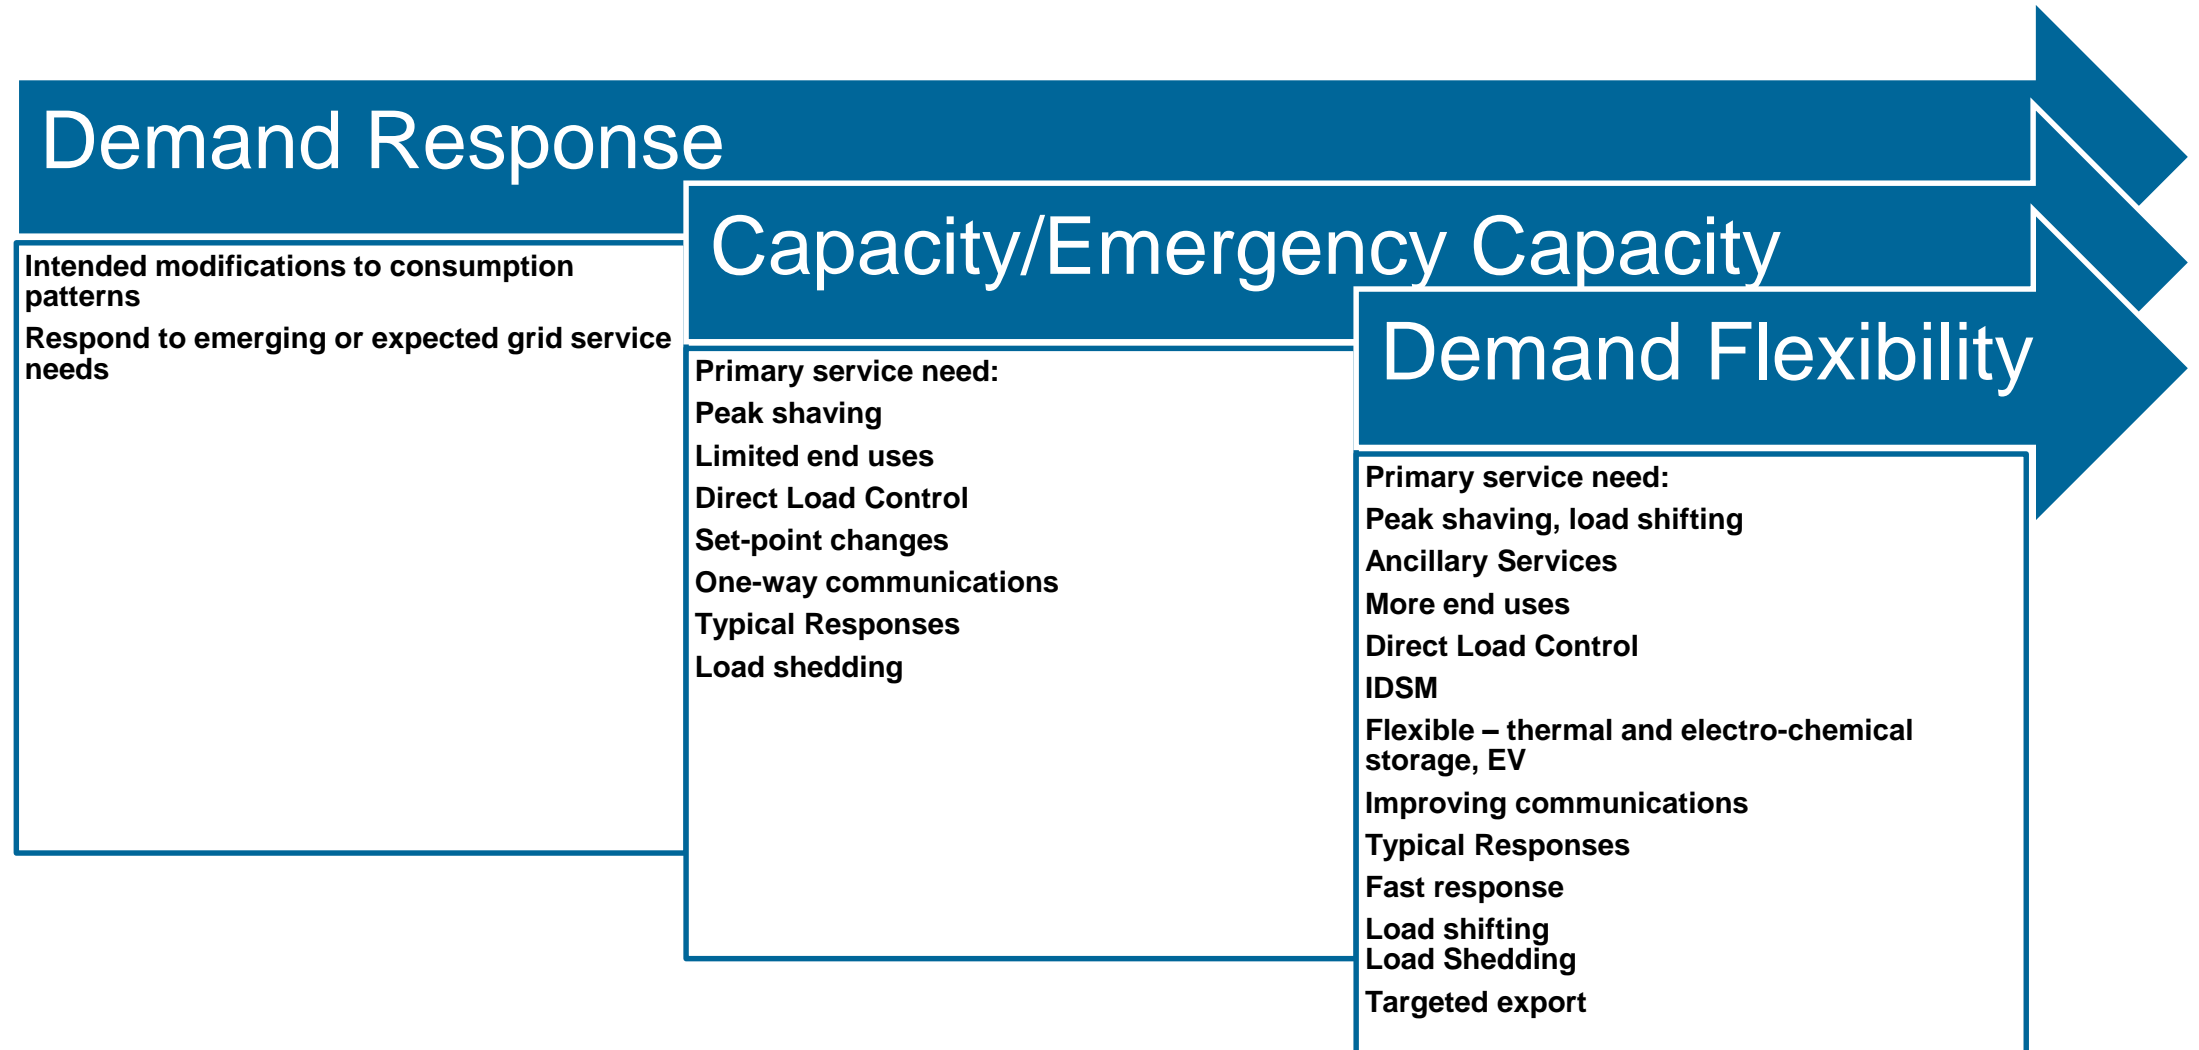 Demand Response
Intended modifications to consumption
patterns
Respond to emerging or expected grid service
needs
Capacity/Emergency Capacity
Primary service need:
Peak shaving
Limited end uses
Direct Load Control
Set-point changes
One-way communications
Typical Responses
Load shedding
Demand Flexibility
Primary service need:
Peak shaving, load shifting
Ancillary Services
More end uses
Direct Load Control
IDSM
Flexible – thermal and electro-chemical
storage, EV
Improving communications
Typical Responses
Fast response
Load shifting
Load Shedding
Targeted export